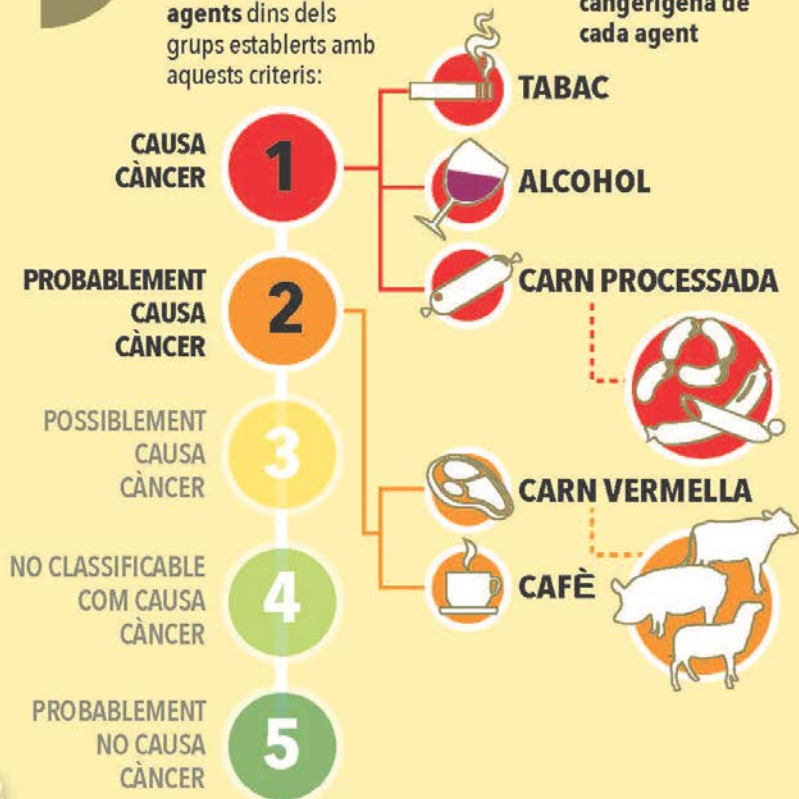 agents dins dels
grups establerts amb
aquests criteris:
cangerígena de
cada agent
CAUSA
CÀNCER
1
TABAC
ALCOHOL
CARN PROCESSADA
PROBABLEMENT
CAUSA
CÀNCER
2
POSSIBLEMENT
CAUSA
CÀNCER
3
CARN VERMELLA
CAFÈ
NO CLASSIFICABLE
COM CAUSA
CÀNCER
4
PROBABLEMENT
NO CAUSA
CÀNCER
5